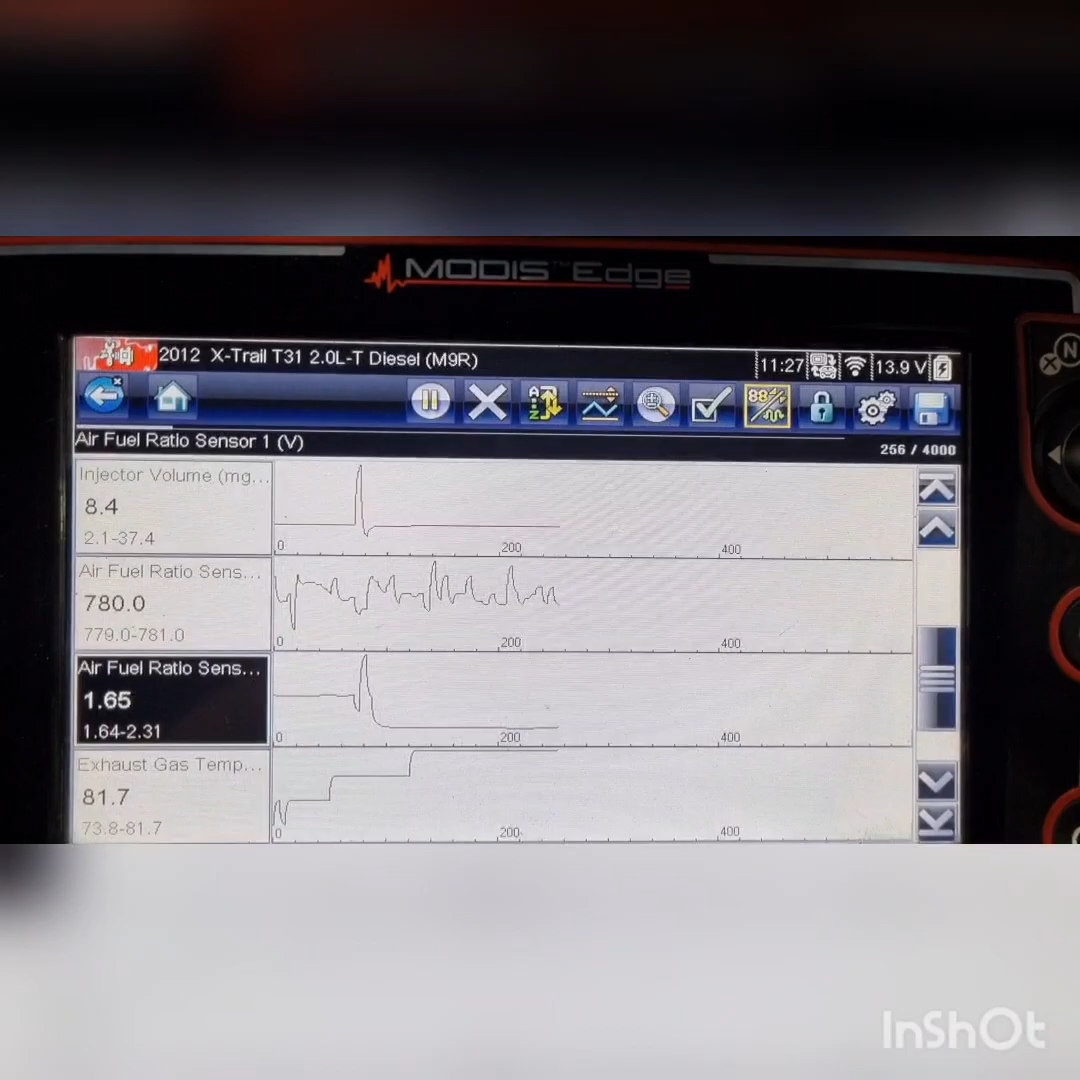 MODIS™ Edge
2012 X-Trail T31 2.0L-T Diesel (M9R)
11:27
13.9 V
Air Fuel Ratio Sensor 1 (V)
256 / 4000
Injector Volume (mg...
8.4
2.1-37.4
0 200 400
Air Fuel Ratio Sens...
780.0
779.0-781.0
0 200 400
Air Fuel Ratio Sens...
1.65
1.64-2.31
0 200 400
Exhaust Gas Temp...
81.7
73.8-81.7
0 200 400
N
X
InShOt